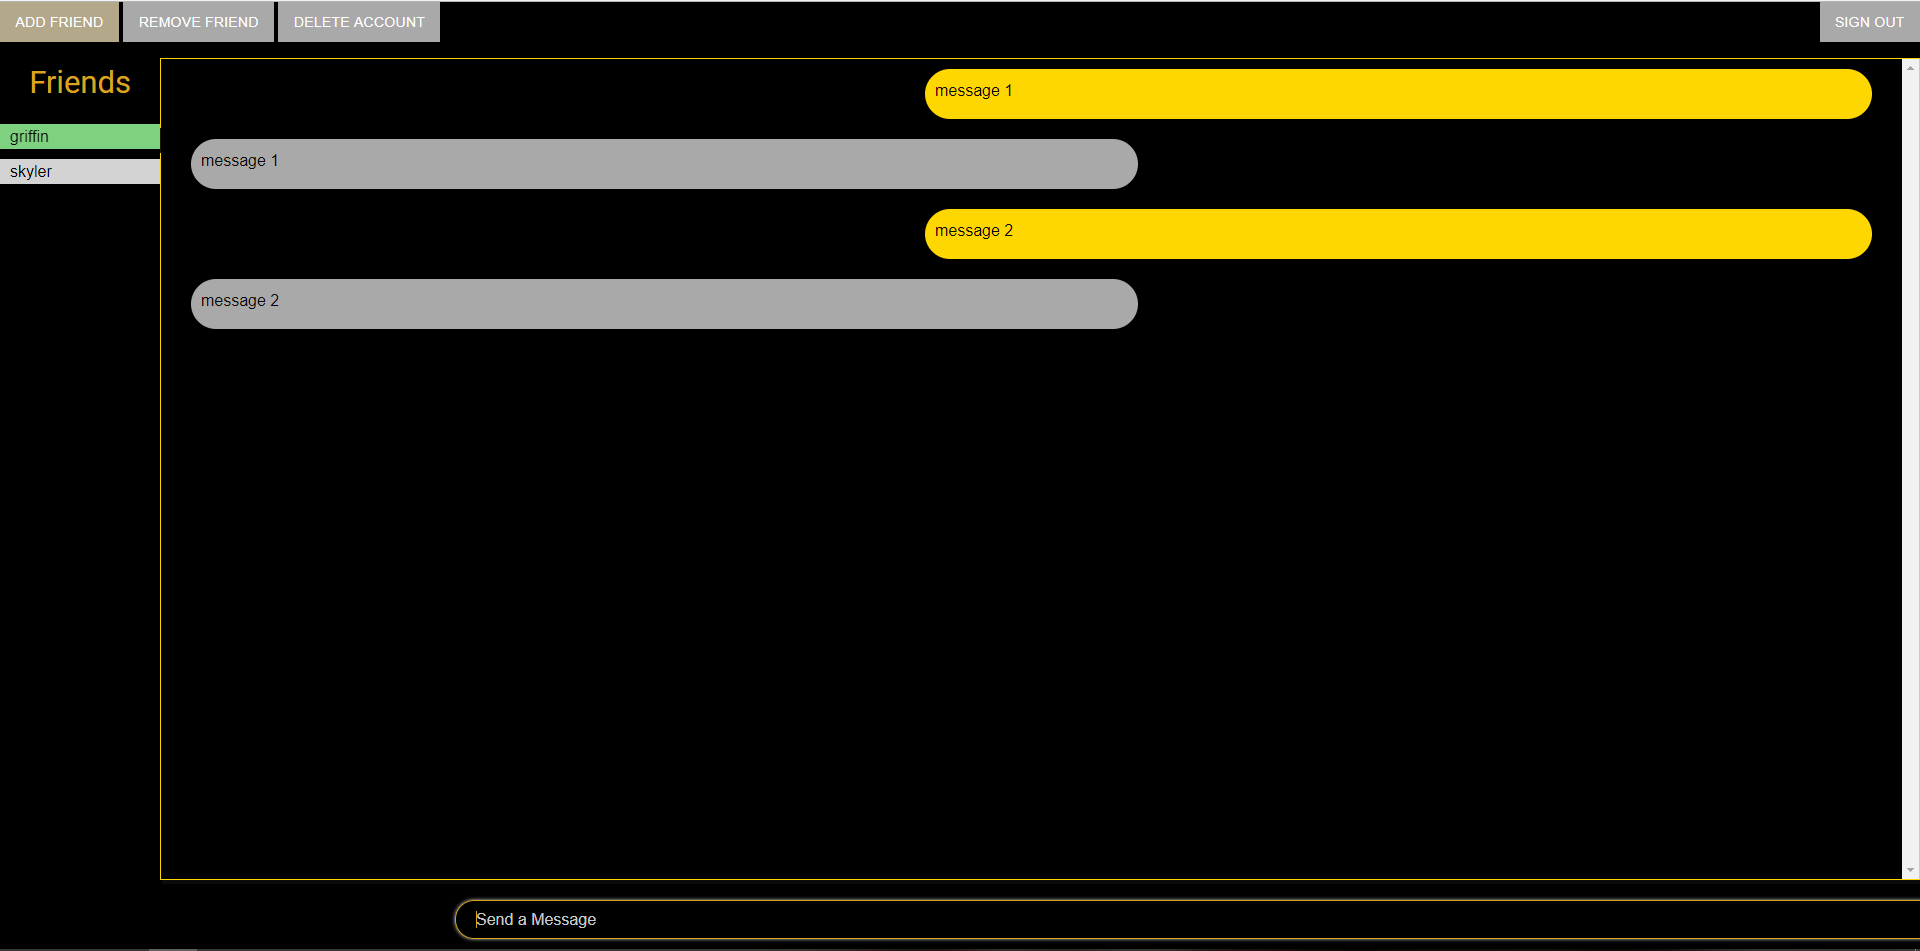 ADD FRIEND REMOVE FRIEND DELETE ACCOUNT SIGN OUT
Friends
griffin
skyler
message 1
message 1
message 2
message 2
Send a Message